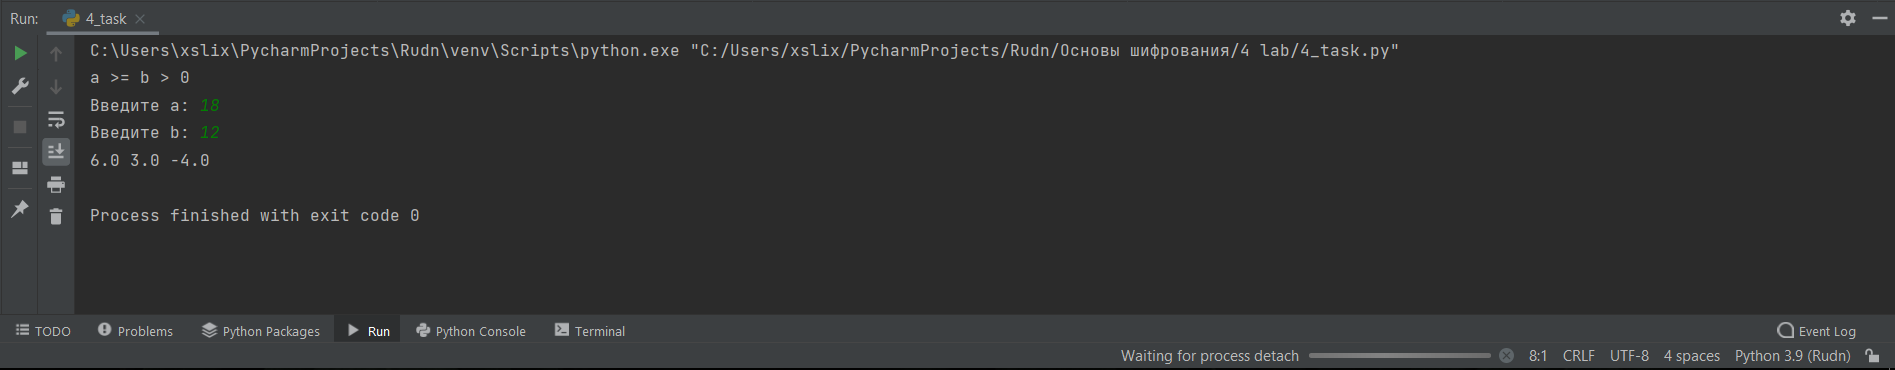 Run: 4_task
C:\Users\xslix\PycharmProjects\Rudn\venv\Scripts\python.exe "C:/Users/xslix/PycharmProjects/Rudn/Основы шифрования/4 lab/4_task.py"
a >= b > 0
Введите a: 18
Введите b: 12
6.0 3.0 -4.0
Process finished with exit code 0
TODO Problems Python Packages Run Python Console Terminal Event Log
Waiting for process detach 8:1 CRLF UTF-8 4 spaces Python 3.9 (Rudn)